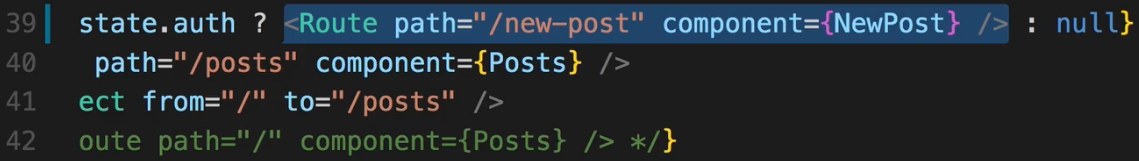 39 state.auth ? <Route path="/new-post" component={NewPost} /> : null}
40 path="/posts" component={Posts} />
41 ect from="/" to="/posts" />
42 oute path="/" component={Posts} /> */}